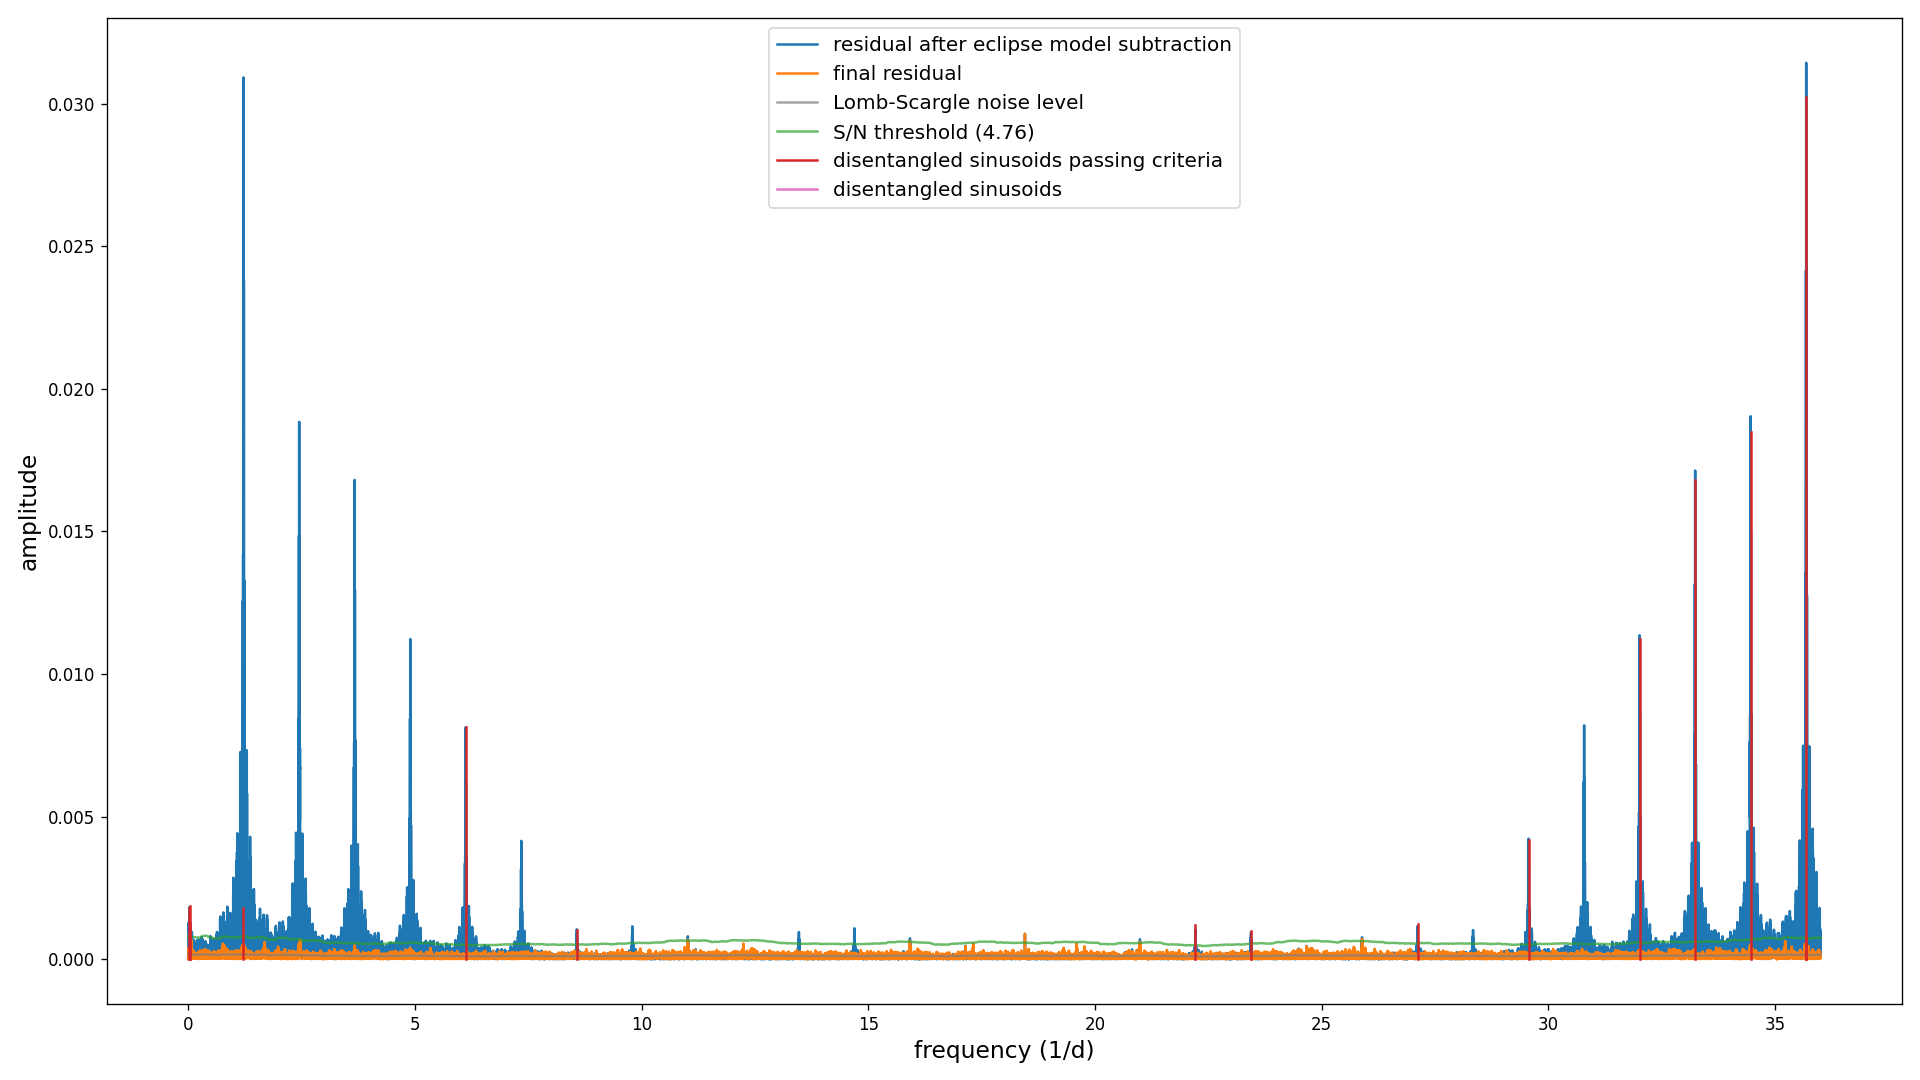 residual after eclipse model subtraction
final residual
Lomb-Scargle noise level
S/N threshold (4.76)
disentangled sinusoids passing criteria
disentangled sinusoids
0.030
0.025
0.020
0.015
0.010
0.005
0.000
amplitude
0 5 10 15 20 25 30 35
frequency (1/d)